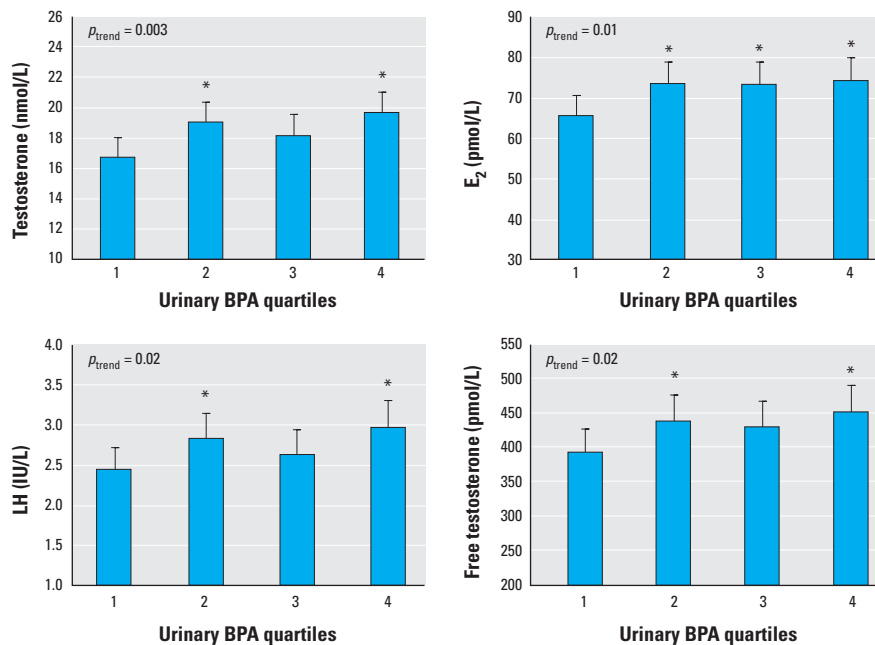 p_trend = 0.003
Testosterone (nmol/L)
26
24
22
20
18
16
14
12
10
*
*
1 2 3 4
Urinary BPA quartiles
p_trend = 0.01
E₂ (pmol/L)
90
80
70
60
50
40
30
* * *
1 2 3 4
Urinary BPA quartiles
p_trend = 0.02
LH (IU/L)
4.0
3.5
3.0
2.5
2.0
1.5
1.0
*
*
1 2 3 4
Urinary BPA quartiles
p_trend = 0.02
Free testosterone (pmol/L)
550
500
450
400
350
300
250
200
*
*
1 2 3 4
Urinary BPA quartiles